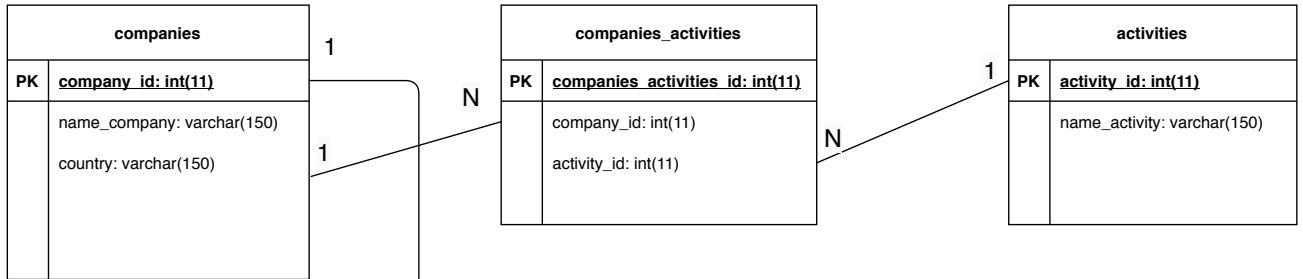 companies
PK company_id: int(11)
name_company: varchar(150)
country: varchar(150)
1
1
N
companies_activities
PK companies_activities_id: int(11)
company_id: int(11)
activity_id: int(11)
N
1
activities
PK activity_id: int(11)
name_activity: varchar(150)